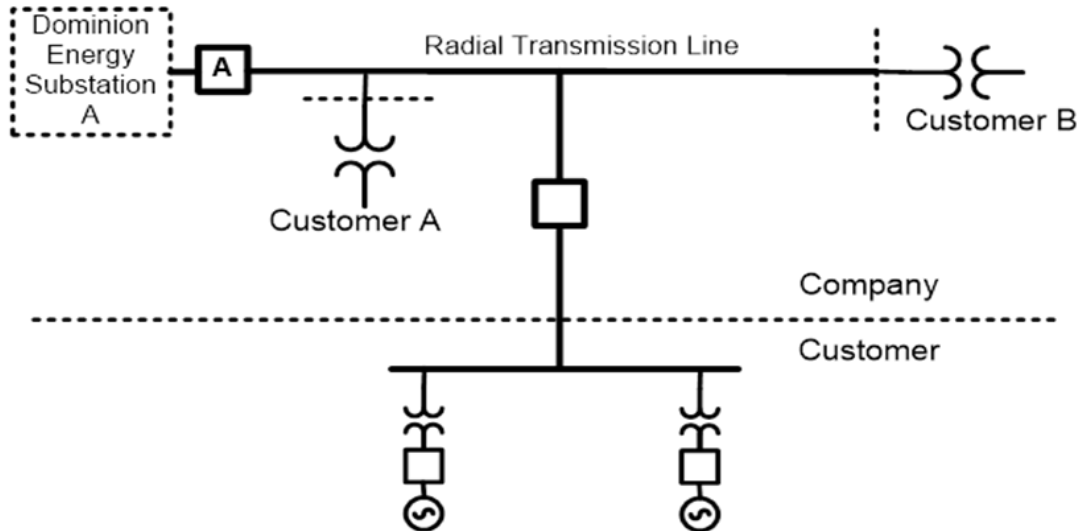 Dominion
Energy
Substation
A
A
Radial Transmission Line
Customer B
Customer A
Company
Customer